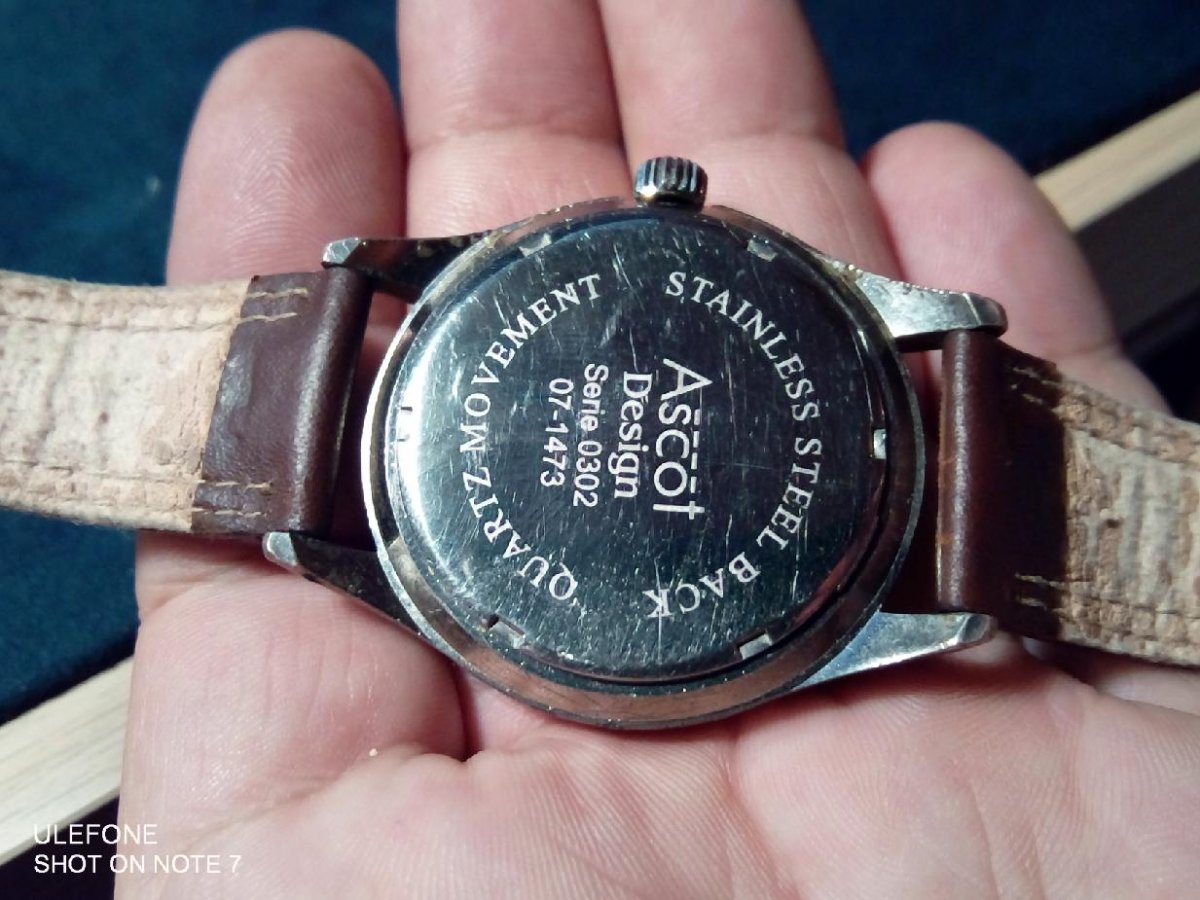 STAINLESS STEEL BACK
Ascot
Design
Serie 0302
07-1473
QUARTZ MOVEMENT
ULEFONE
SHOT ON NOTE 7